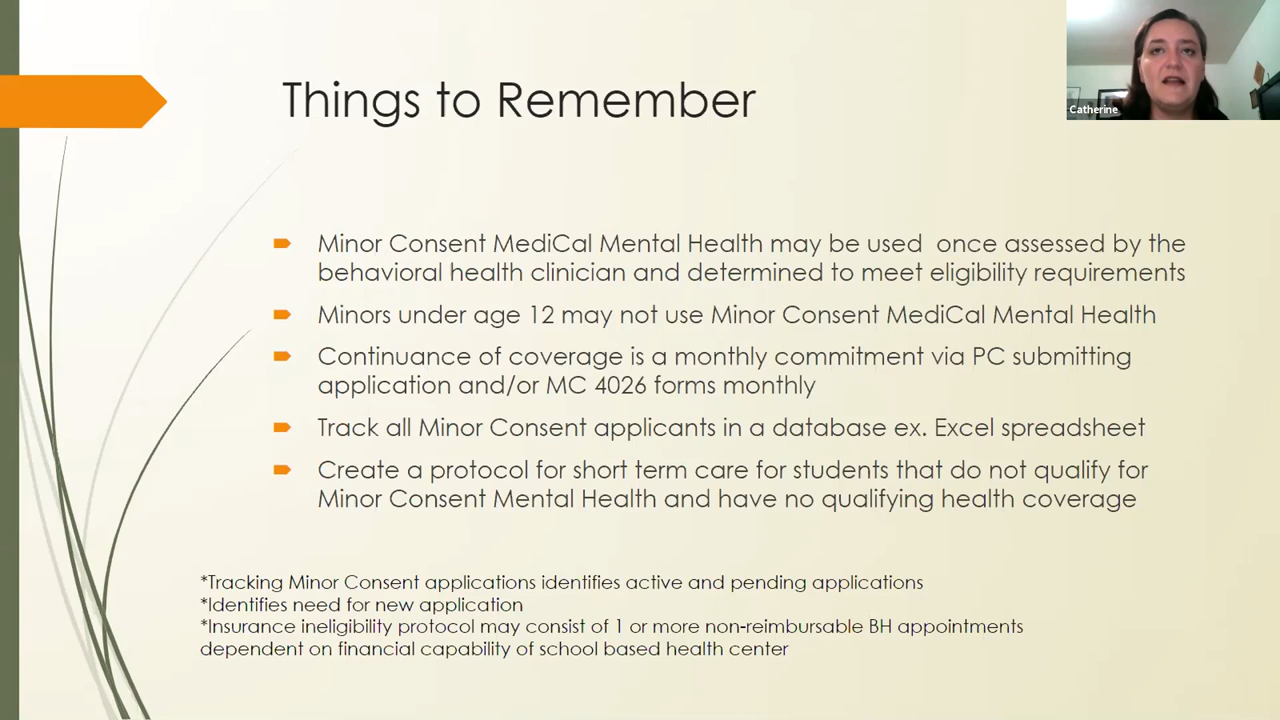 Things to Remember
Catherine
Minor Consent MediCal Mental Health may be used  once assessed by the
behavioral health clinician and determined to meet eligibility requirements
Minors under age 12 may not use Minor Consent MediCal Mental Health
Continuance of coverage is a monthly commitment via PC submitting
application and/or MC 4026 forms monthly
Track all Minor Consent applicants in a database ex. Excel spreadsheet
Create a protocol for short term care for students that do not qualify for
Minor Consent Mental Health and have no qualifying health coverage
*Tracking Minor Consent applications identifies active and pending applications
*Identifies need for new application
*Insurance ineligibility protocol may consist of 1 or more non-reimbursable BH appointments
dependent on financial capability of school based health center